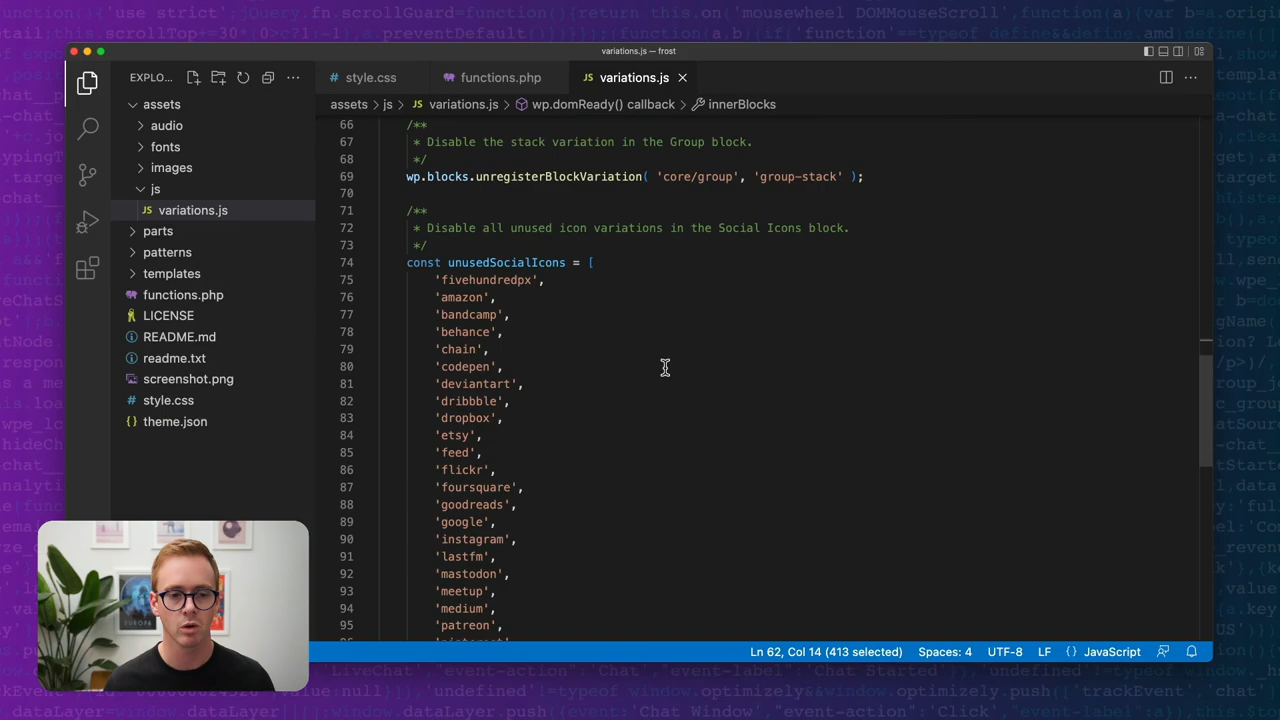 variations.js — frost
EXPLO...
style.css
functions.php
variations.js
assets
js
variations.js
wp.domReady() callback
innerBlocks
assets
audio
fonts
images
js
variations.js
parts
patterns
templates
functions.php
LICENSE
README.md
readme.txt
screenshot.png
style.css
theme.json
66 /**
67 * Disable the stack variation in the Group block.
68 */
69 wp.blocks.unregisterBlockVariation( 'core/group', 'group-stack' );
70
71 /**
72 * Disable all unused icon variations in the Social Icons block.
73 */
74 const unusedSocialIcons = [
75 'fivehundredpx',
76 'amazon',
77 'bandcamp',
78 'behance',
79 'chain',
80 'codepen',
81 'deviantart',
82 'dribbble',
83 'dropbox',
84 'etsy',
85 'feed',
86 'flickr',
87 'foursquare',
88 'goodreads',
89 'google',
90 'instagram',
91 'lastfm',
92 'mastodon',
93 'meetup',
94 'medium',
95 'patreon',
Ln 62, Col 14 (413 selected)
Spaces: 4
UTF-8
LF
JavaScript
EUROPA